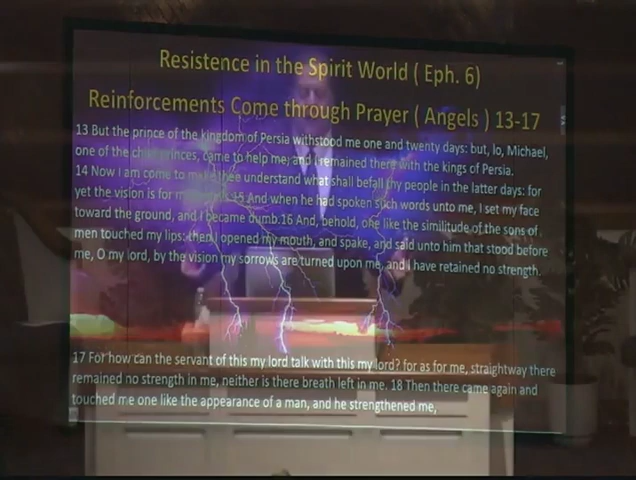 Resistence in the Spirit World ( Eph. 6)
Reinforcements Come through Prayer ( Angels ) 13-17
13 But the prince of the kingdom of Persia withstood me one and twenty days: but, lo, Michael,
one of the chief princes, came to help me; and I remained there with the kings of Persia.
14 Now I am come to make thee understand what shall befall thy people in the latter days: for
yet the vision is for many days.15 And when he had spoken such words unto me, I set my face
toward the ground, and I became dumb.16 And, behold, one like the similitude of the sons of
men touched my lips: then I opened my mouth, and spake, and said unto him that stood before
me, O my lord, by the vision my sorrows are turned upon me, and I have retained no strength.
17 For how can the servant of this my lord talk with this my lord? for as for me, straightway there
remained no strength in me, neither is there breath left in me. 18 Then there came again and
touched me one like the appearance of a man, and he strengthened me,